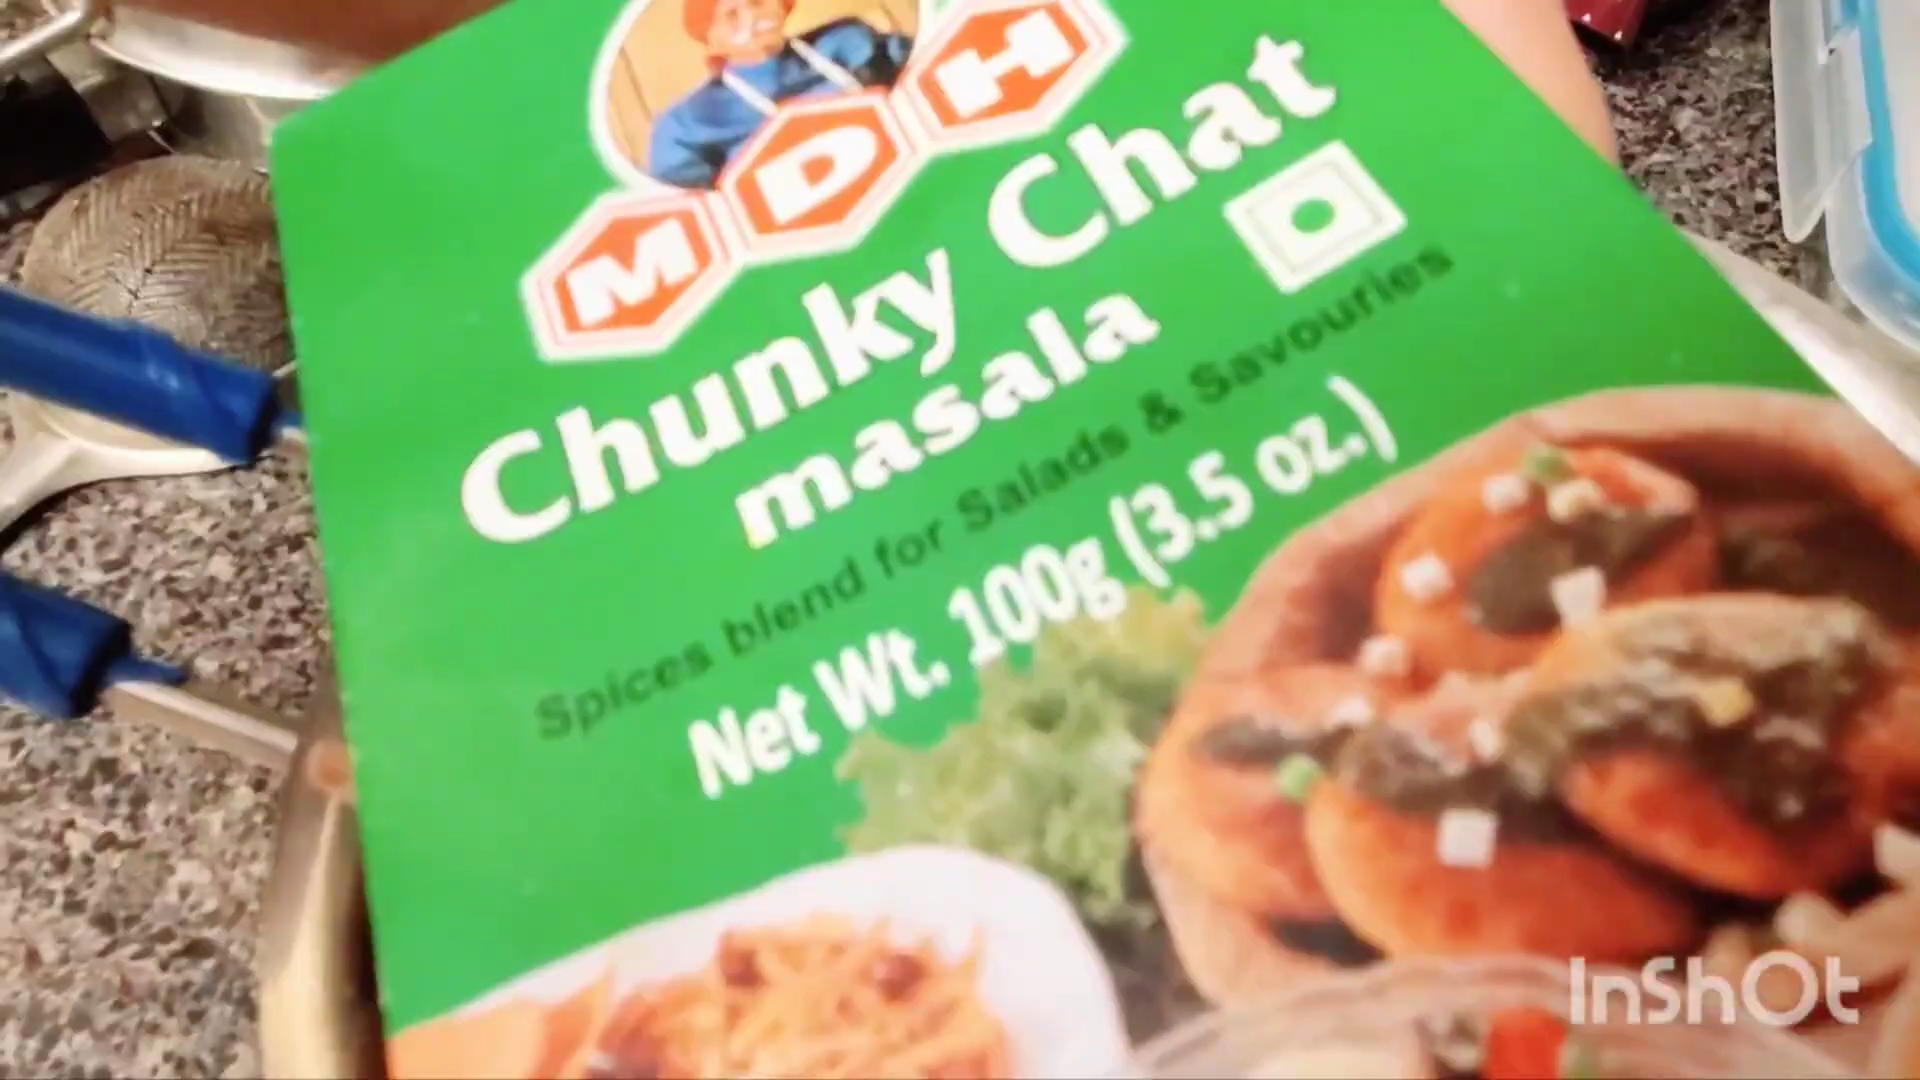 MDH
Chunky Chat
masala
Spices blend for Salads & Savouries
Net Wt. 100g (3.5 oz.)
InShOt